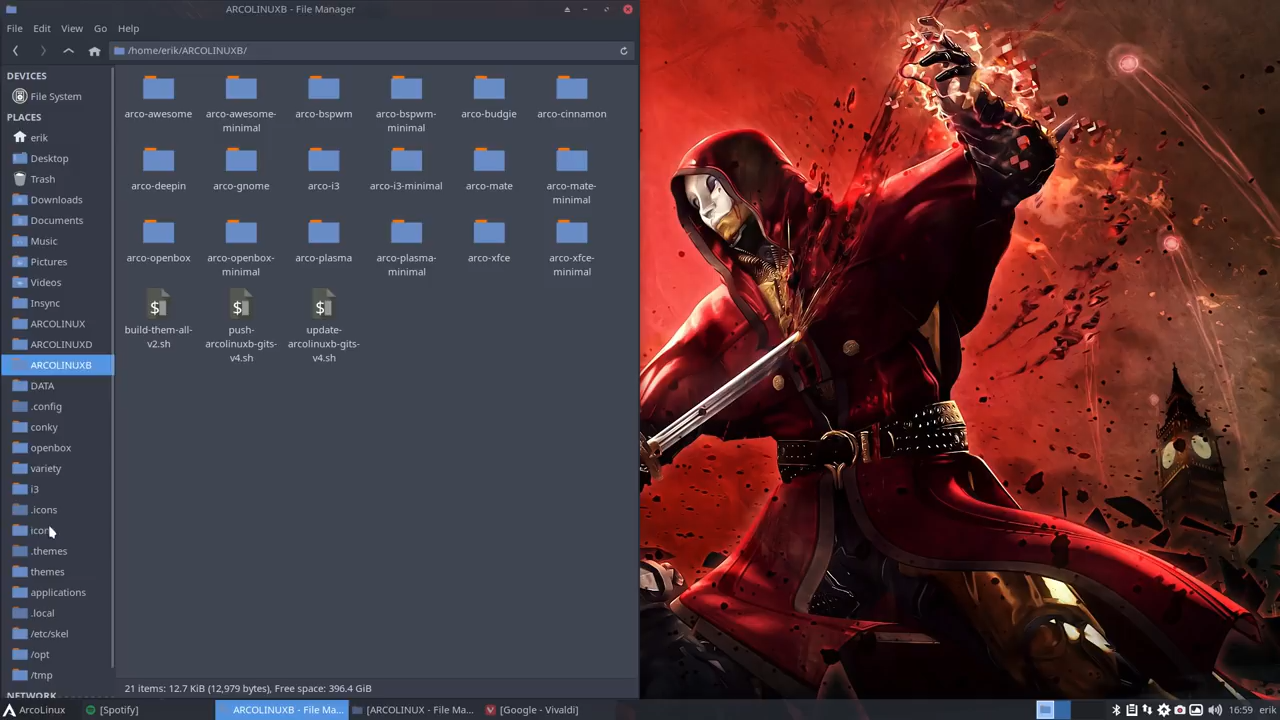 ARCOLINUXB - File Manager
File Edit View Go Help
/home/erik/ARCOLINUXB/
DEVICES
File System
PLACES
erik
Desktop
Trash
Downloads
Documents
Music
Pictures
Videos
Insync
ARCOLINUX
ARCOLINUXD
ARCOLINUXB
DATA
.config
conky
openbox
variety
i3
.icons
.themes
themes
applications
.local
/etc/skel
/opt
/tmp
NETWORK
arco-awesome
arco-awesome-
minimal
arco-bspwm
arco-bspwm-
minimal
arco-budgie
arco-cinnamon
arco-deepin
arco-gnome
arco-i3
arco-i3-minimal
arco-mate
arco-mate-
minimal
arco-openbox
arco-openbox-
minimal
arco-plasma
arco-plasma-
minimal
arco-xfce
arco-xfce-
minimal
$
build-them-all-
v2.sh
$
push-
arcolinuxb-gits-
v4.sh
$
update-
arcolinuxb-gits-
v4.sh
21 items: 12.7 KiB (12,979 bytes), Free space: 396.4 GiB
ArcoLinux [Spotify] ARCOLINUXB - File Ma... [ARCOLINUX - File Ma... [Google - Vivaldi] 16:59 erik